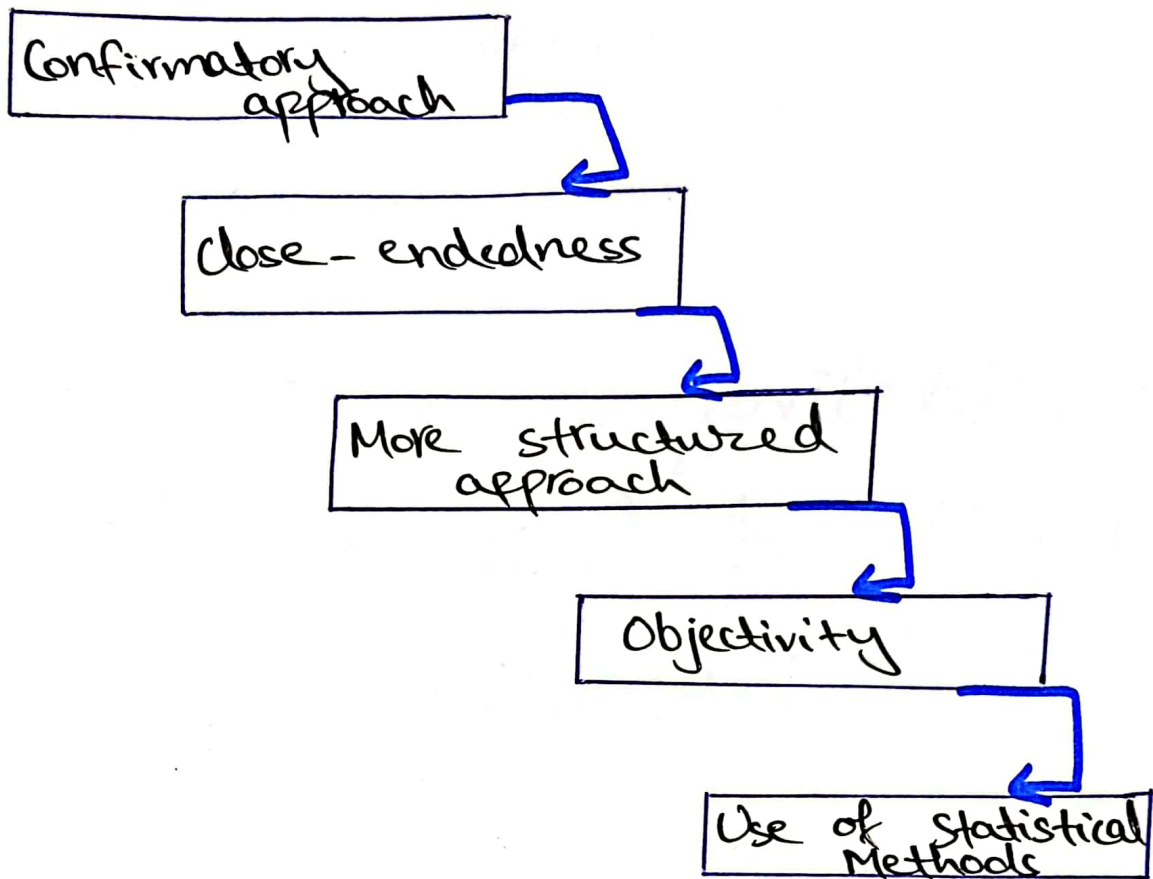 Confirmatory
approach
Close-endedness
More structured
approach
Objectivity
Use of statistical
Methods